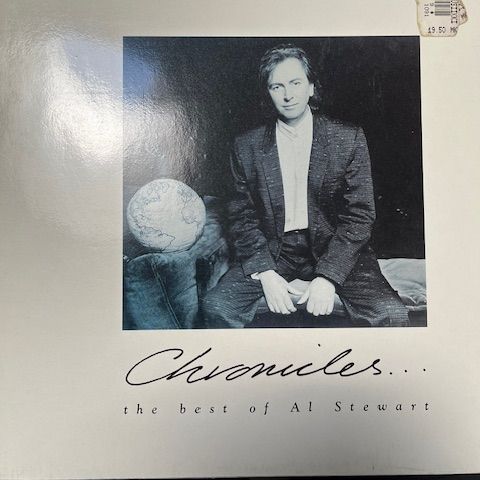 19.50 MK
Chronicles...
the best of Al Stewart